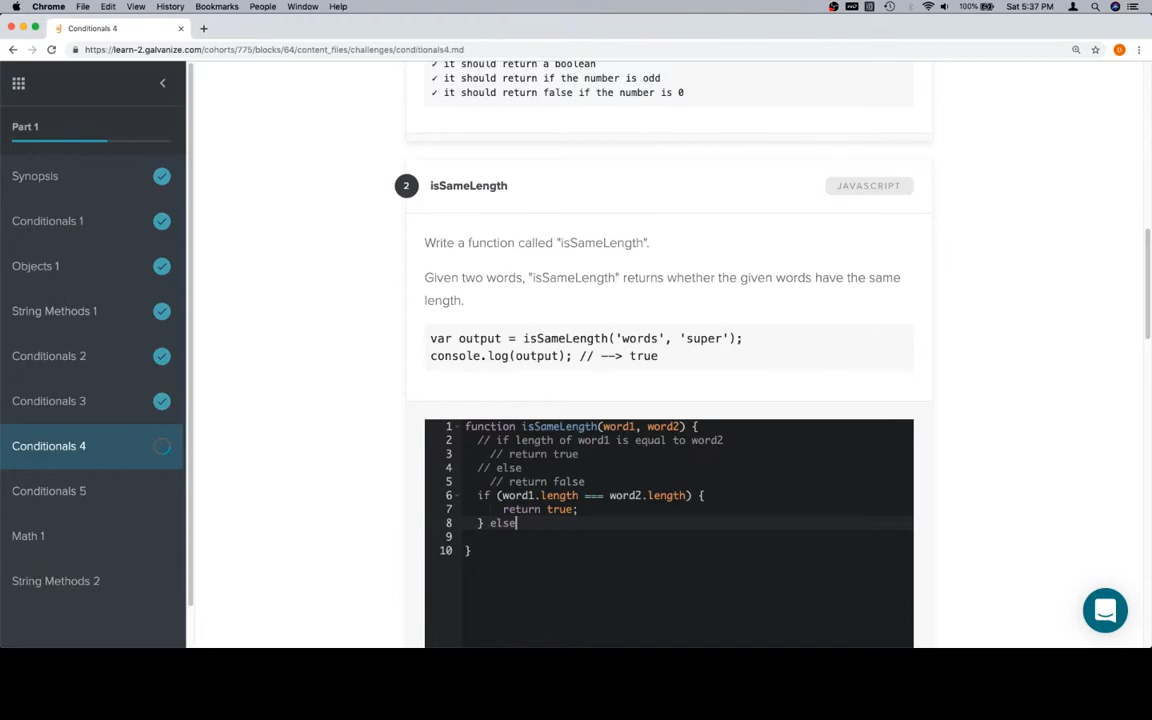 Chrome File Edit View History Bookmarks People Window Help
100% Sat 5:37 PM
Conditionals 4
https://learn-2.galvanize.com/cohorts/775/blocks/64/content_files/challenges/conditionals4.md
D
Part 1
Synopsis
Conditionals 1
Objects 1
String Methods 1
Conditionals 2
Conditionals 3
Conditionals 4
Conditionals 5
Math 1
String Methods 2
✓ it should return a boolean
✓ it should return if the number is odd
✓ it should return false if the number is 0
2 isSameLength JAVASCRIPT
Write a function called "isSameLength".
Given two words, "isSameLength" returns whether the given words have the same
length.
var output = isSameLength('words', 'super');
console.log(output); // --> true
1 function isSameLength(word1, word2) {
2 // if length of word1 is equal to word2
3 // return true
4 // else
5 // return false
6 if (word1.length === word2.length) {
7 return true;
8 } else
9
10 }